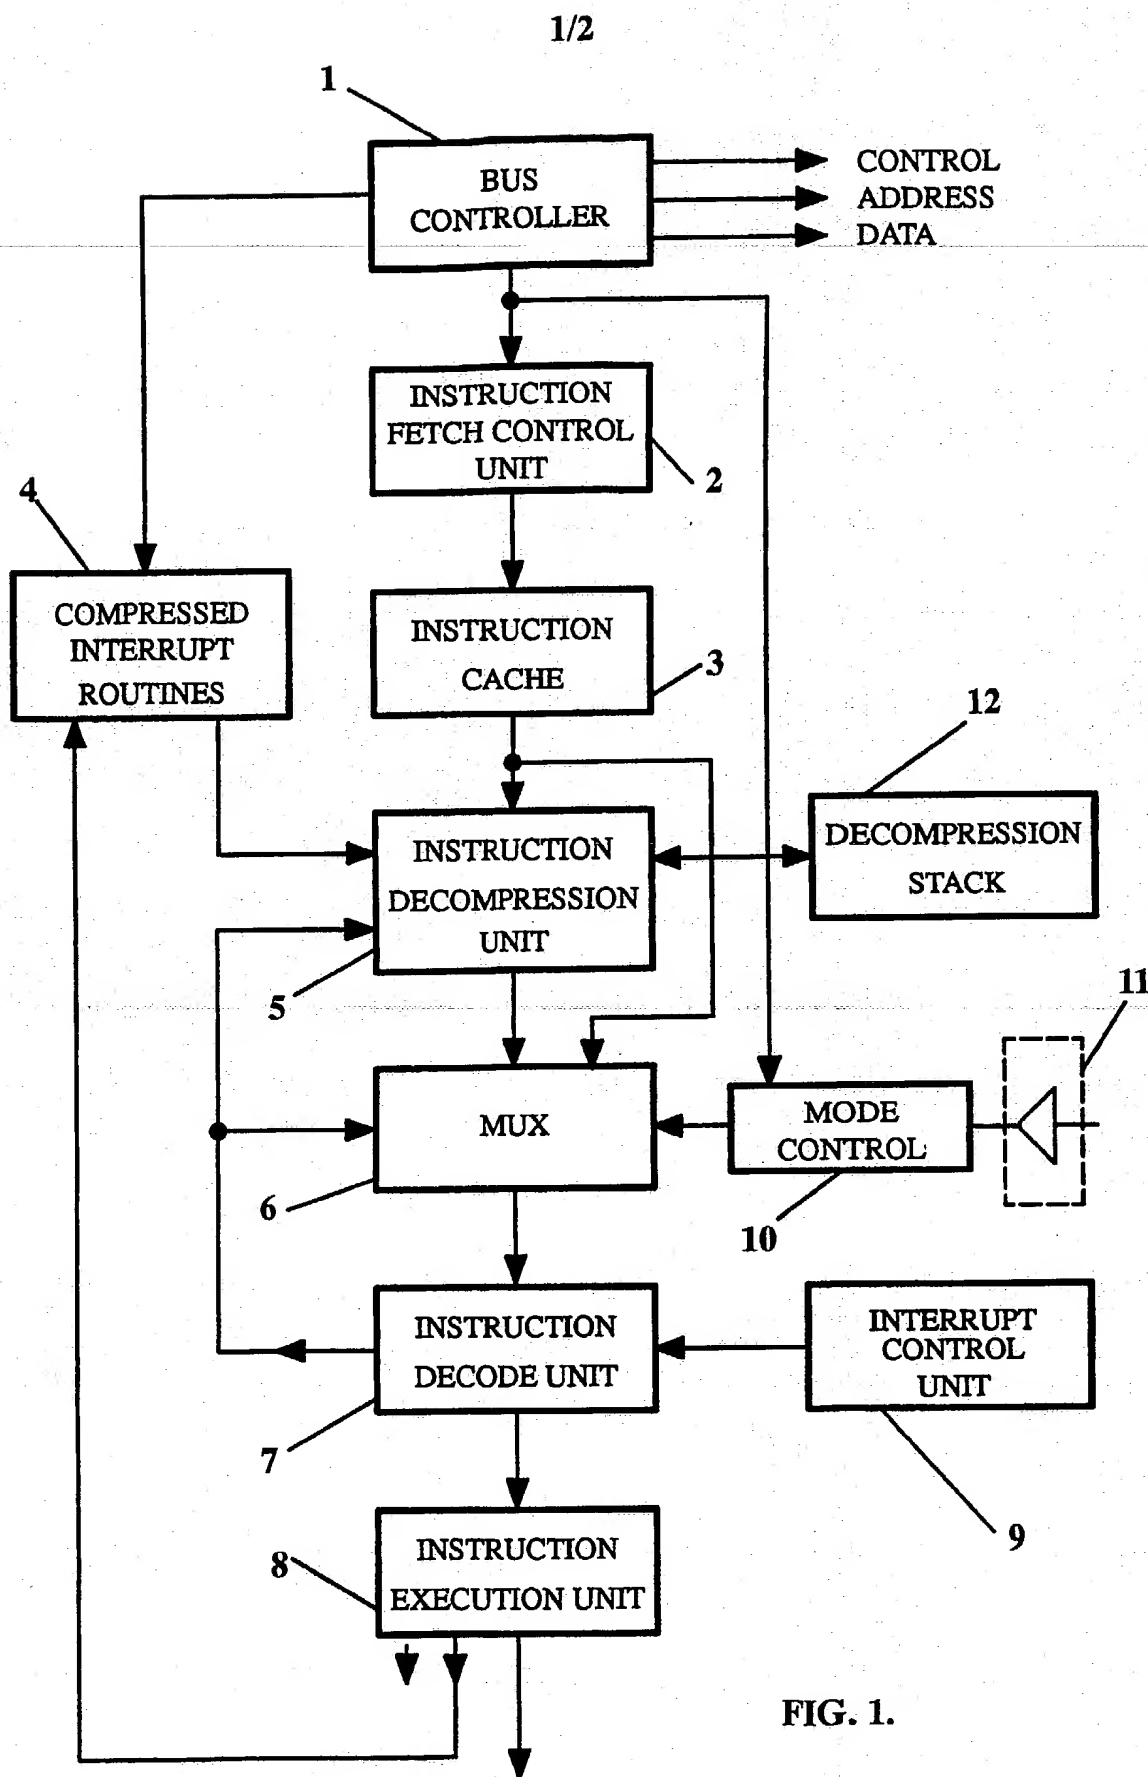 1/2
1
BUS
CONTROLLER
CONTROL
ADDRESS
DATA
INSTRUCTION
FETCH CONTROL
UNIT
2
4
COMPRESSED
INTERRUPT
ROUTINES
INSTRUCTION
CACHE
3
12
DECOMPRESSION
STACK
INSTRUCTION
DECOMPRESSION
UNIT
5
11
MUX
6
MODE
CONTROL
10
INSTRUCTION
DECODE UNIT
7
INTERRUPT
CONTROL
UNIT
9
INSTRUCTION
EXECUTION UNIT
8
FIG. 1.